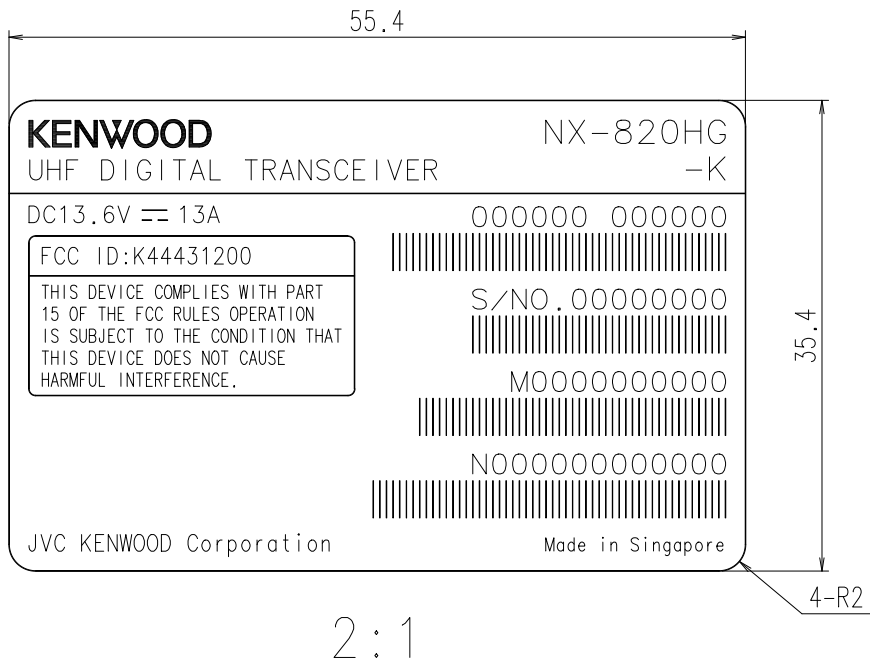 55.4
KENWOOD
NX-820HG
-K
UHF DIGITAL TRANSCEIVER
DC13.6V ⎓ 13A
000000 000000
FCC ID:K44431200
THIS DEVICE COMPLIES WITH PART
15 OF THE FCC RULES OPERATION
IS SUBJECT TO THE CONDITION THAT
THIS DEVICE DOES NOT CAUSE
HARMFUL INTERFERENCE.
S/NO.00000000
M0000000000
N000000000000
JVC KENWOOD Corporation
Made in Singapore
35.4
4-R2
2:1